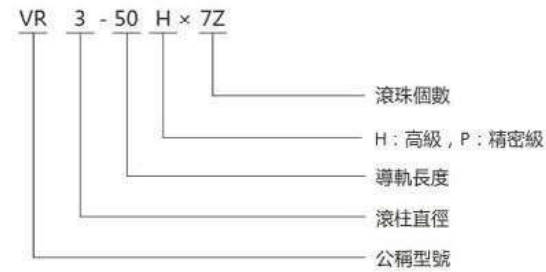 VR 3 - 50 H × 7Z
滾珠個數
H：高級，P：精密級
導軌長度
滾柱直徑
公稱型號